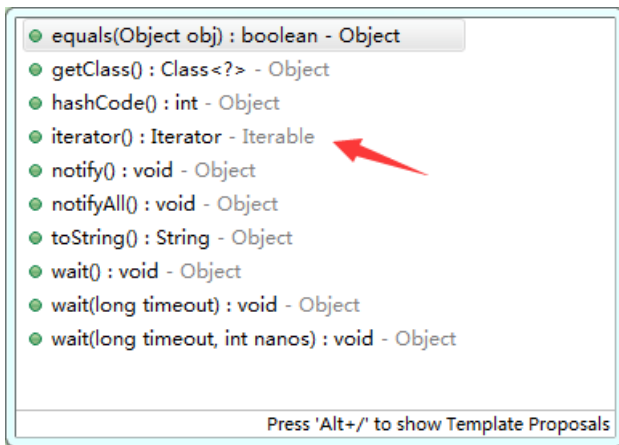 equals(Object obj) : boolean - Object
getClass() : Class<?> - Object
hashCode() : int - Object
iterator() : Iterator - Iterable
notify() : void - Object
notifyAll() : void - Object
toString() : String - Object
wait() : void - Object
wait(long timeout) : void - Object
wait(long timeout, int nanos) : void - Object
Press 'Alt+/' to show Template Proposals